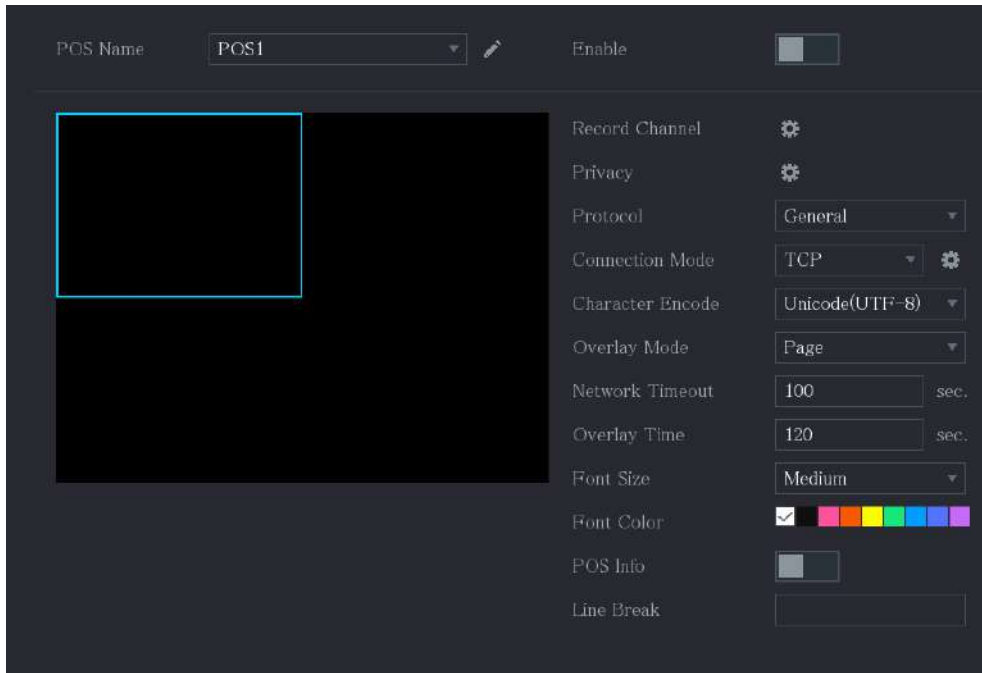 POS Name POS1 Enable
Record Channel
Privacy
Protocol General
Connection Mode TCP
Character Encode Unicode(UTF-8)
Overlay Mode Page
Network Timeout 100 sec.
Overlay Time 120 sec.
Font Size Medium
Font Color
POS Info
Line Break